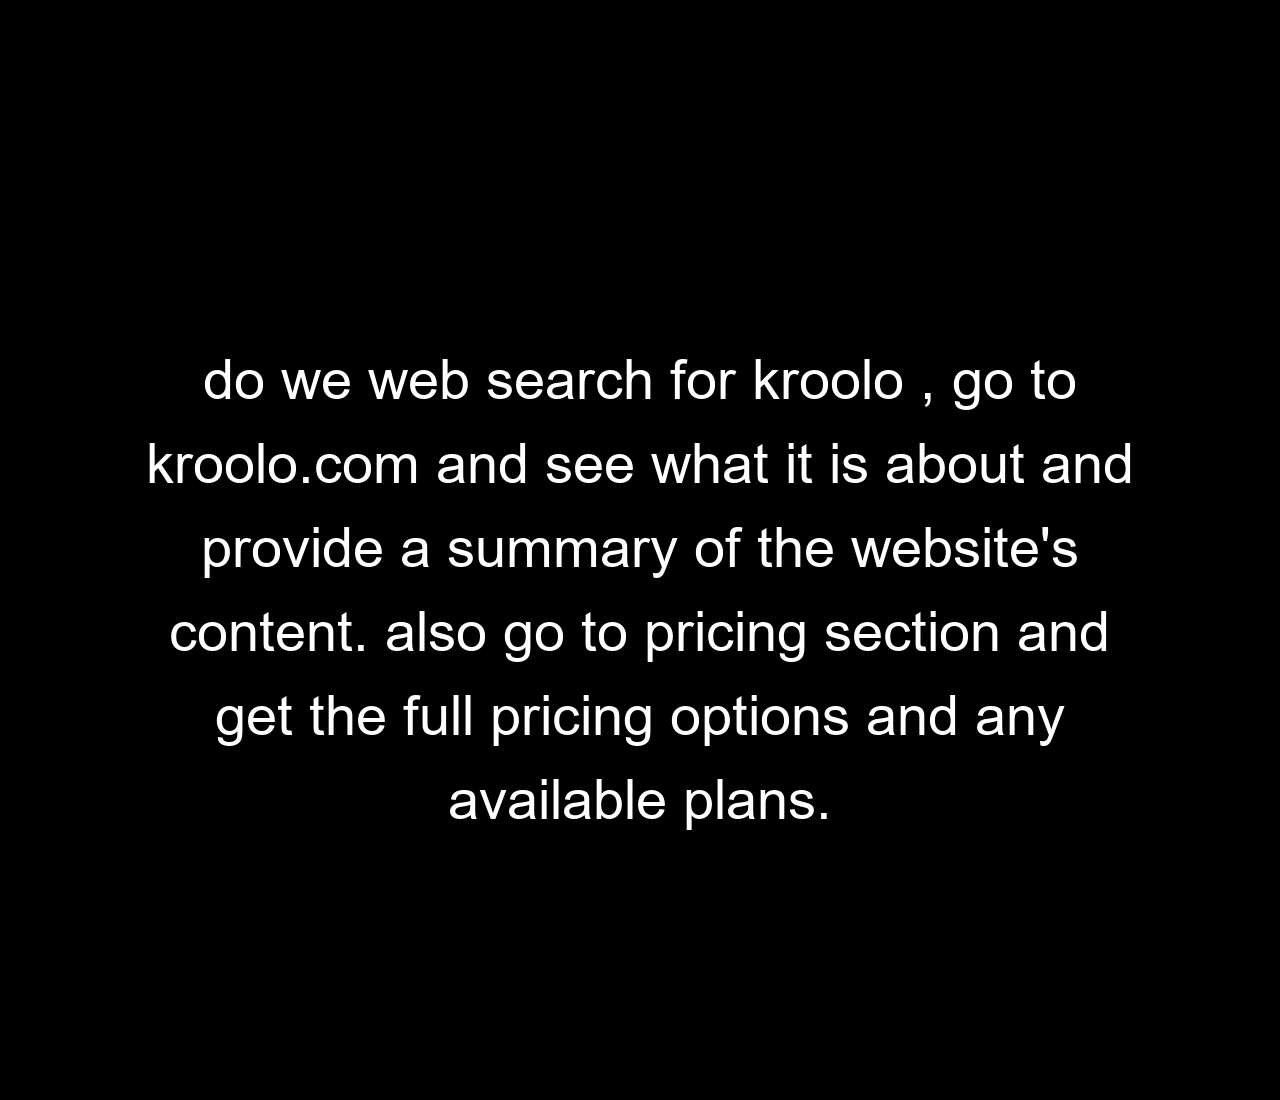 do we web search for kroolo , go to
kroolo.com and see what it is about and
provide a summary of the website's
content. also go to pricing section and
get the full pricing options and any
available plans.